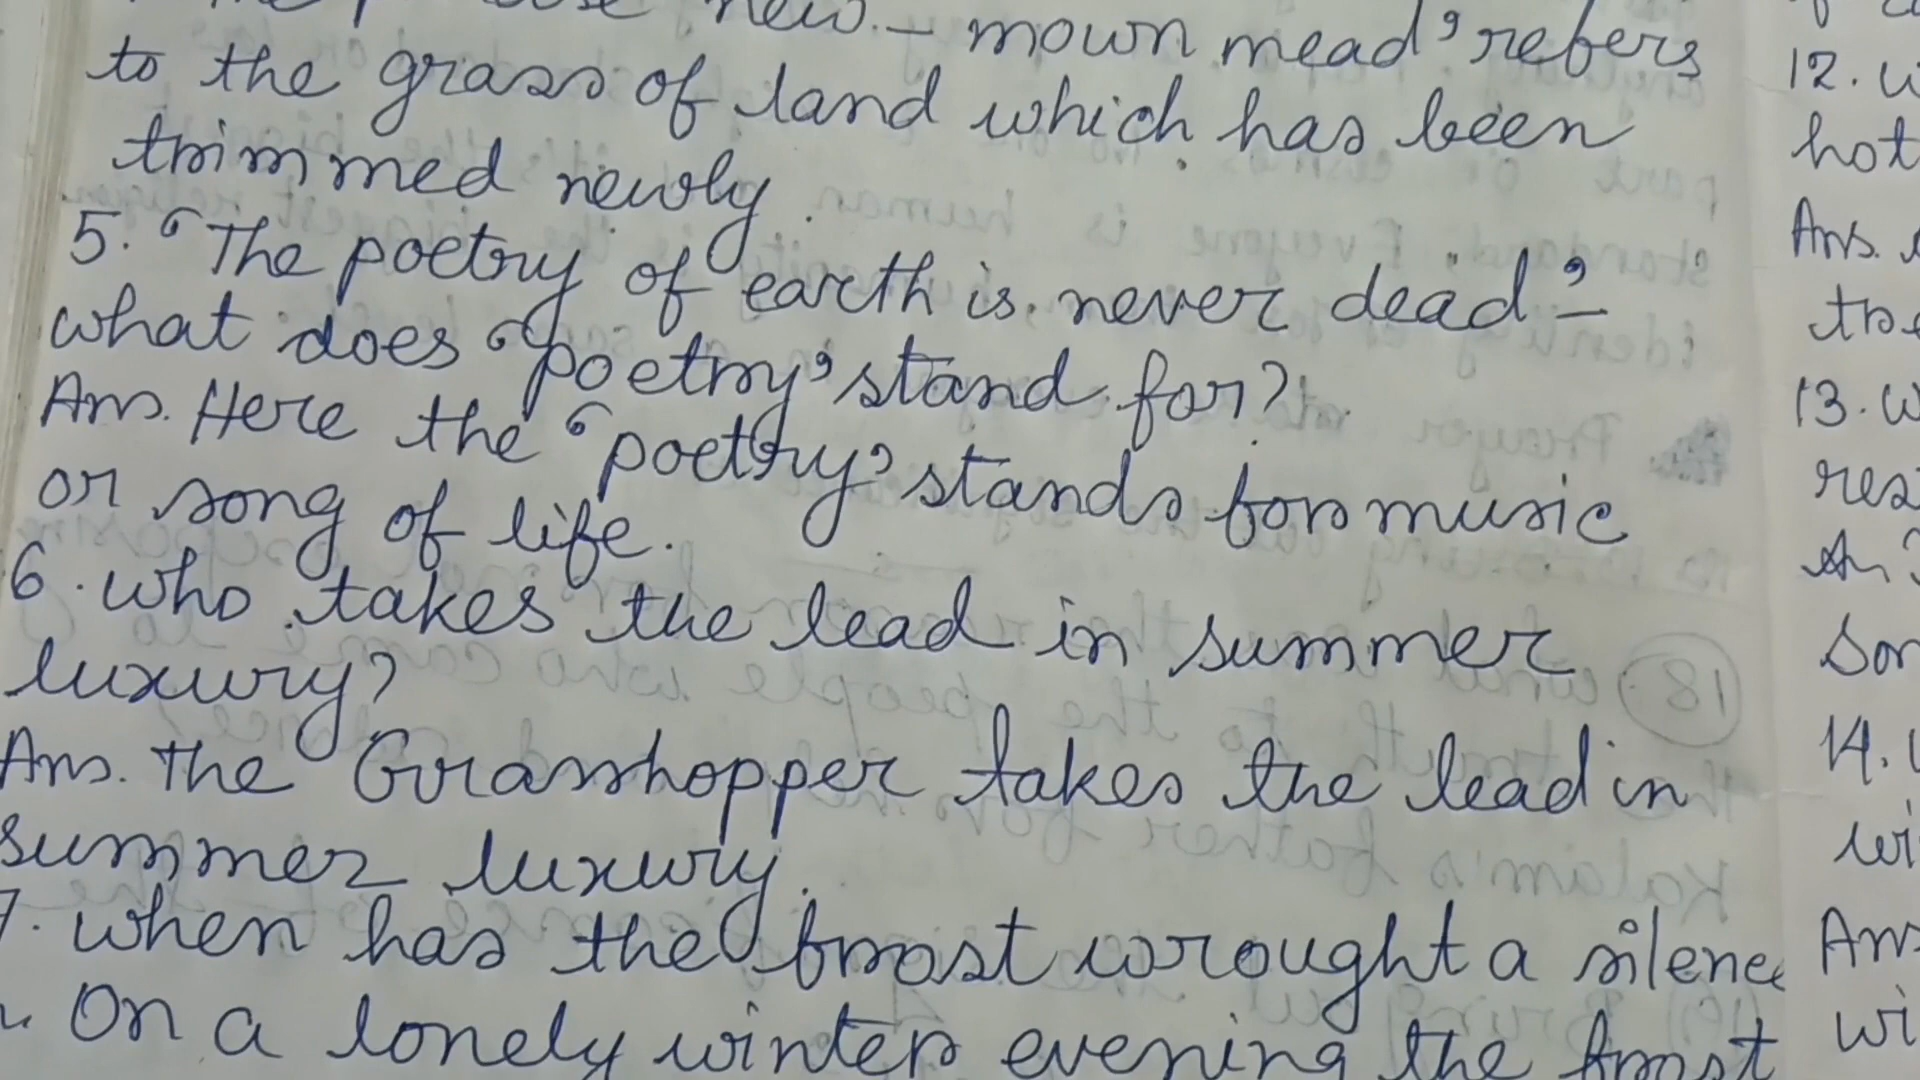 new - mown mead' refers
to the grass of land which has been
trimmed newly.
5. 'The poetry of earth is never dead'-
what does 'poetry' stand for?
Ans. Here the 'poetry' stands for music
or song of life.
6. who takes the lead in summer
luxury?
Ans. The Grasshopper takes the lead in
summer luxury.
7. when has the frost wrought a silence
On a lonely winter evening the frost
12.
hot
Ans.
13.
14.